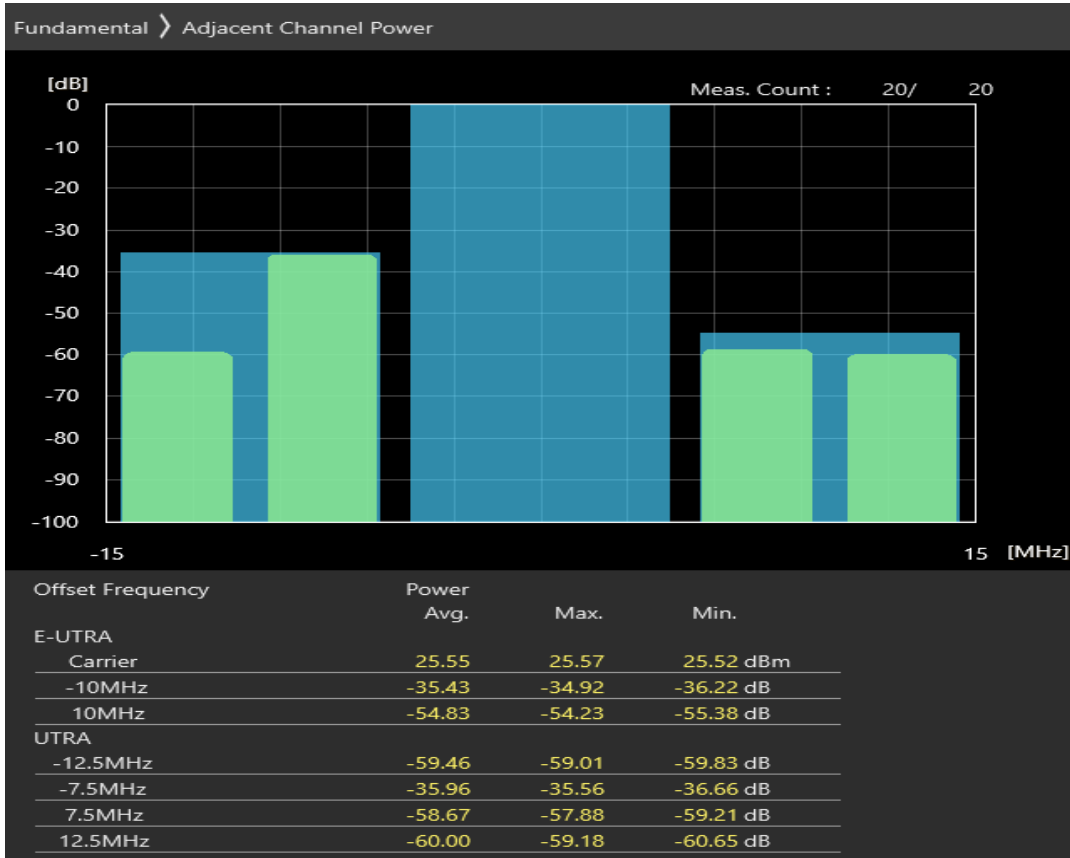 Fundamental 〉 Adjacent Channel Power
[dB]
Meas. Count : 20/ 20
0
-10
-20
-30
-40
-50
-60
-70
-80
-90
-100
-15 15 [MHz]
Offset Frequency Power
Avg. Max. Min.
E-UTRA
Carrier 25.55 25.57 25.52 dBm
-10MHz -35.43 -34.92 -36.22 dB
10MHz -54.83 -54.23 -55.38 dB
UTRA
-12.5MHz -59.46 -59.01 -59.83 dB
-7.5MHz -35.96 -35.56 -36.66 dB
7.5MHz -58.67 -57.88 -59.21 dB
12.5MHz -60.00 -59.18 -60.65 dB